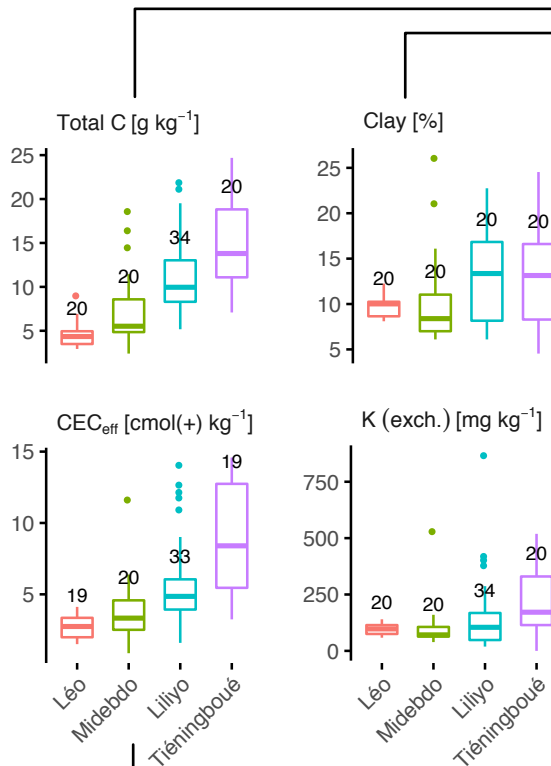 Total C [g kg⁻¹]
25
20
15
10
5
20
20
34
20
Clay [%]
25
20
15
10
5
20
20
20
20
CECeff [cmol(+) kg⁻¹]
15
10
5
19
20
33
19
K (exch.) [mg kg⁻¹]
750
500
250
0
20
20
34
20
Léo
Midebdo
Liliyo
Tiéningboué
Léo
Midebdo
Liliyo
Tiéningboué